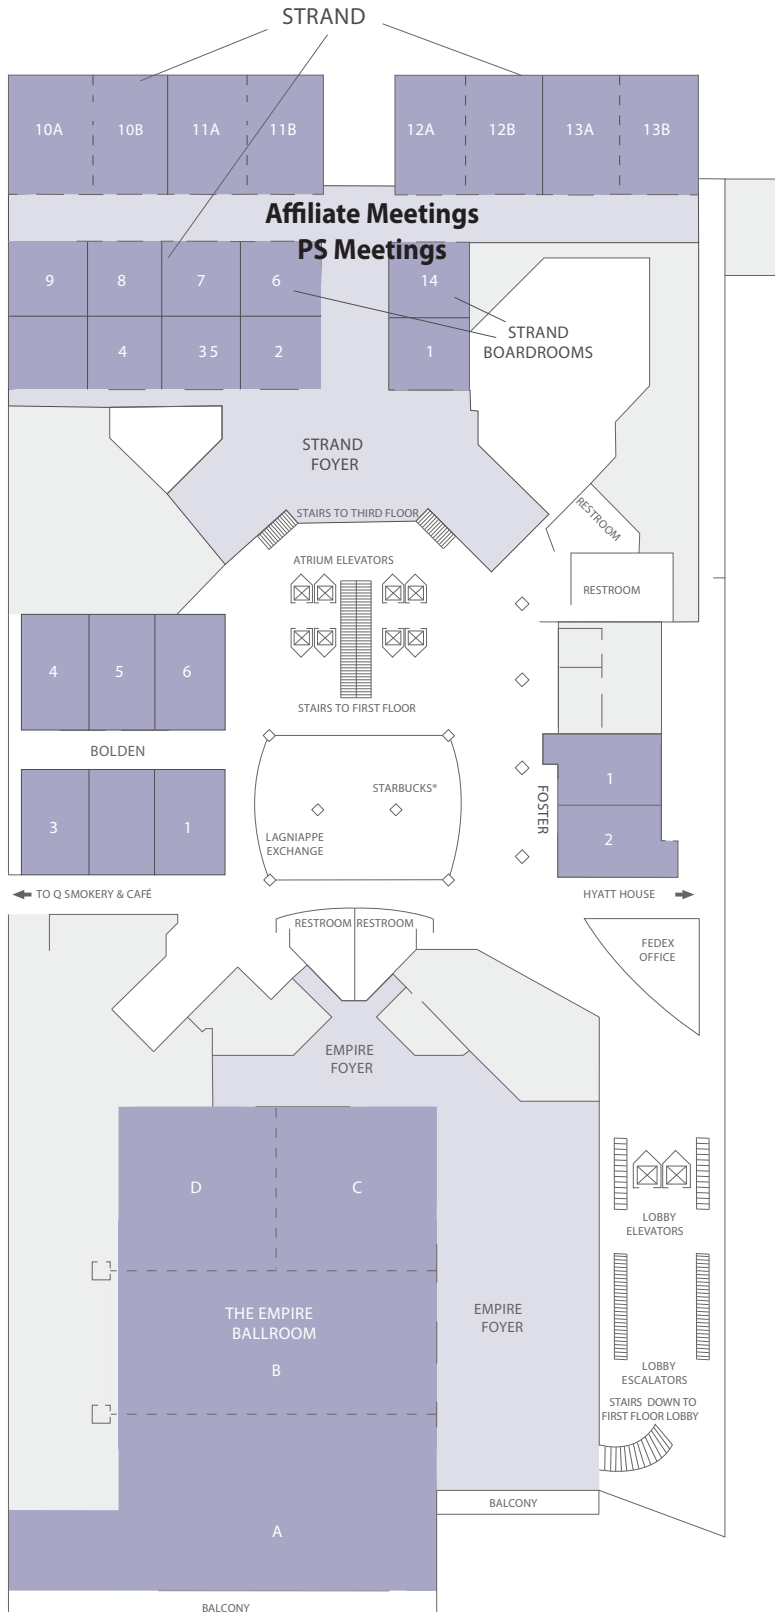 STRAND
10A
10B
11A
11B
12A
12B
13A
13B
Affiliate Meetings
PS Meetings
9
8
7
6
14
4
3 5
2
1
STRAND
BOARDROOMS
STRAND
FOYER
STAIRS TO THIRD FLOOR
RESTROOM
ATRIUM ELEVATORS
RESTROOM
4
5
6
STAIRS TO FIRST FLOOR
BOLDEN
STARBUCKS®
LAGNIAPPE
EXCHANGE
FOSTER
1
2
3
1
TO Q SMOKERY & CAFÉ
HYATT HOUSE
RESTROOM
RESTROOM
FEDEX
OFFICE
EMPIRE
FOYER
D
C
LOBBY
ELEVATORS
THE EMPIRE
BALLROOM
B
EMPIRE
FOYER
LOBBY
ESCALATORS
STAIRS DOWN TO
FIRST FLOOR LOBBY
BALCONY
A
BALCONY